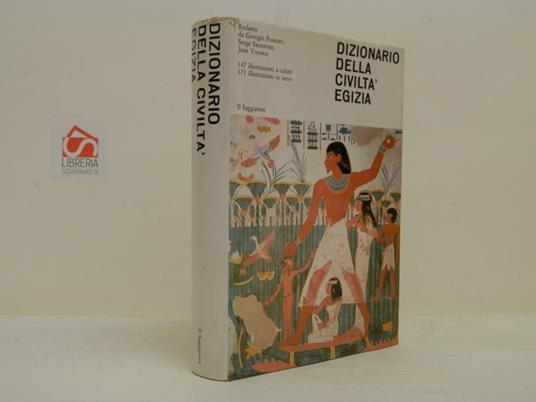 LIBRERIA
spalavera
DIZIONARIO
DELLA CIVILTA'
EGIZIA
Il Saggiatore
Redatto
da Georges Posener,
Serge Sauneron,
Jean Yoyotte
147 illustrazioni a colori
171 illustrazioni in nero
Il Saggiatore
DIZIONARIO
DELLA
CIVILTA'
EGIZIA